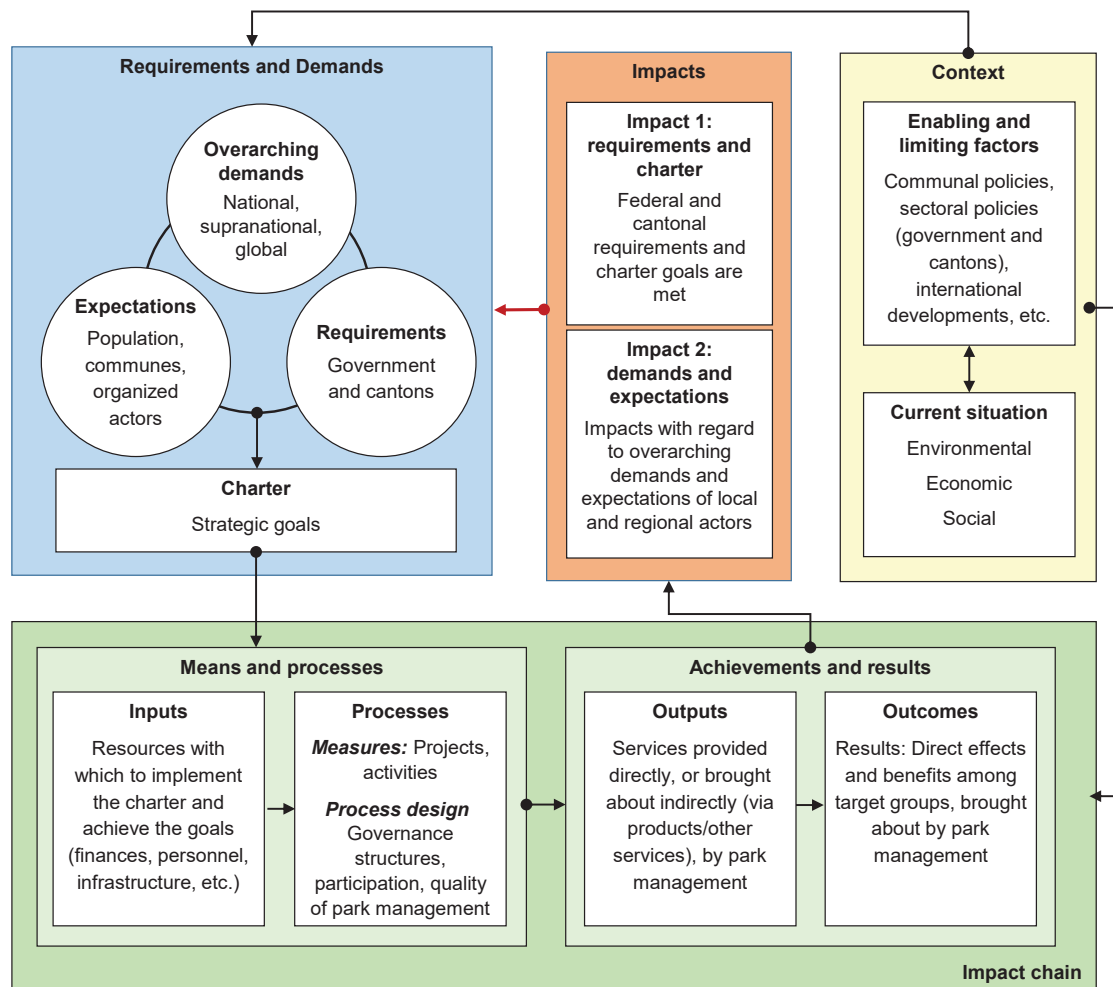 Requirements and Demands
Overarching
demands
National,
supranational,
global
Expectations
Population,
communes,
organized
actors
Requirements
Government
and cantons
Charter
Strategic goals
Impacts
Impact 1:
requirements and
charter
Federal and
cantonal
requirements and
charter goals are
met
Impact 2:
demands and
expectations
Impacts with regard
to overarching
demands and
expectations of local
and regional actors
Context
Enabling and
limiting factors
Communal policies,
sectoral policies
(government and
cantons),
international
developments, etc.
Current situation
Environmental
Economic
Social
Means and processes
Inputs
Resources with
which to implement
the charter and
achieve the goals
(finances, personnel,
infrastructure, etc.)
Processes
Measures: Projects,
activities
Process design
Governance
structures,
participation, quality
of park management
Achievements and results
Outputs
Services provided
directly, or brought
about indirectly (via
products/other
services), by park
management
Outcomes
Results: Direct effects
and benefits among
target groups, brought
about by park
management
Impact chain